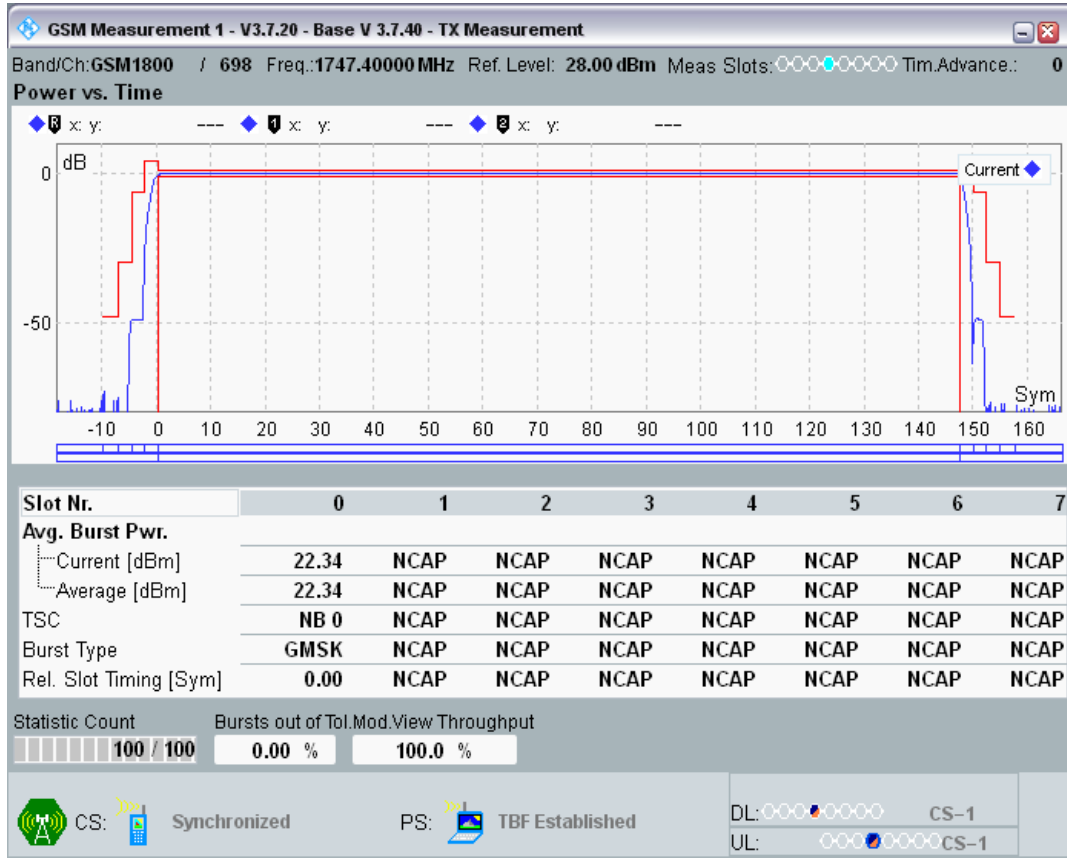 GSM Measurement 1 - V3.7.20 - Base V 3.7.40 - TX Measurement
Band/Ch:GSM1800 / 698 Freq.:1747.40000 MHz Ref. Level: 28.00 dBm Meas Slots: Tim.Advance.: 0
Power vs. Time
R x: y: --- 1 x: y: --- 2 x: y: ---
dB
0
Current
-50
Sym
-10 0 10 20 30 40 50 60 70 80 90 100 110 120 130 140 150 160
Slot Nr. 0 1 2 3 4 5 6 7
Avg. Burst Pwr.
Current [dBm] 22.34 NCAP NCAP NCAP NCAP NCAP NCAP NCAP
Average [dBm] 22.34 NCAP NCAP NCAP NCAP NCAP NCAP NCAP
TSC NB 0 NCAP NCAP NCAP NCAP NCAP NCAP NCAP
Burst Type GMSK NCAP NCAP NCAP NCAP NCAP NCAP NCAP
Rel. Slot Timing [Sym] 0.00 NCAP NCAP NCAP NCAP NCAP NCAP NCAP
Statistic Count Bursts out of Tol.Mod.View Throughput
100 / 100 0.00 % 100.0 %
CS: Synchronized PS: TBF Established
DL: CS-1
UL: CS-1